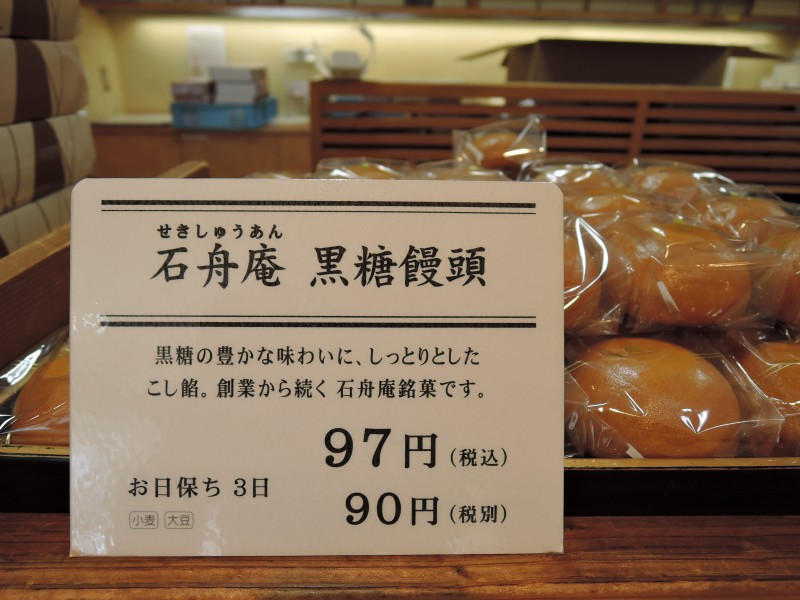 せきしゅうあん
石舟庵 黒糖饅頭
黒糖の豊かな味わいに、しっとりとした
こし餡。創業から続く 石舟庵銘菓です。
97円（税込）
お日保ち 3日
90円（税別）
小麦 大豆